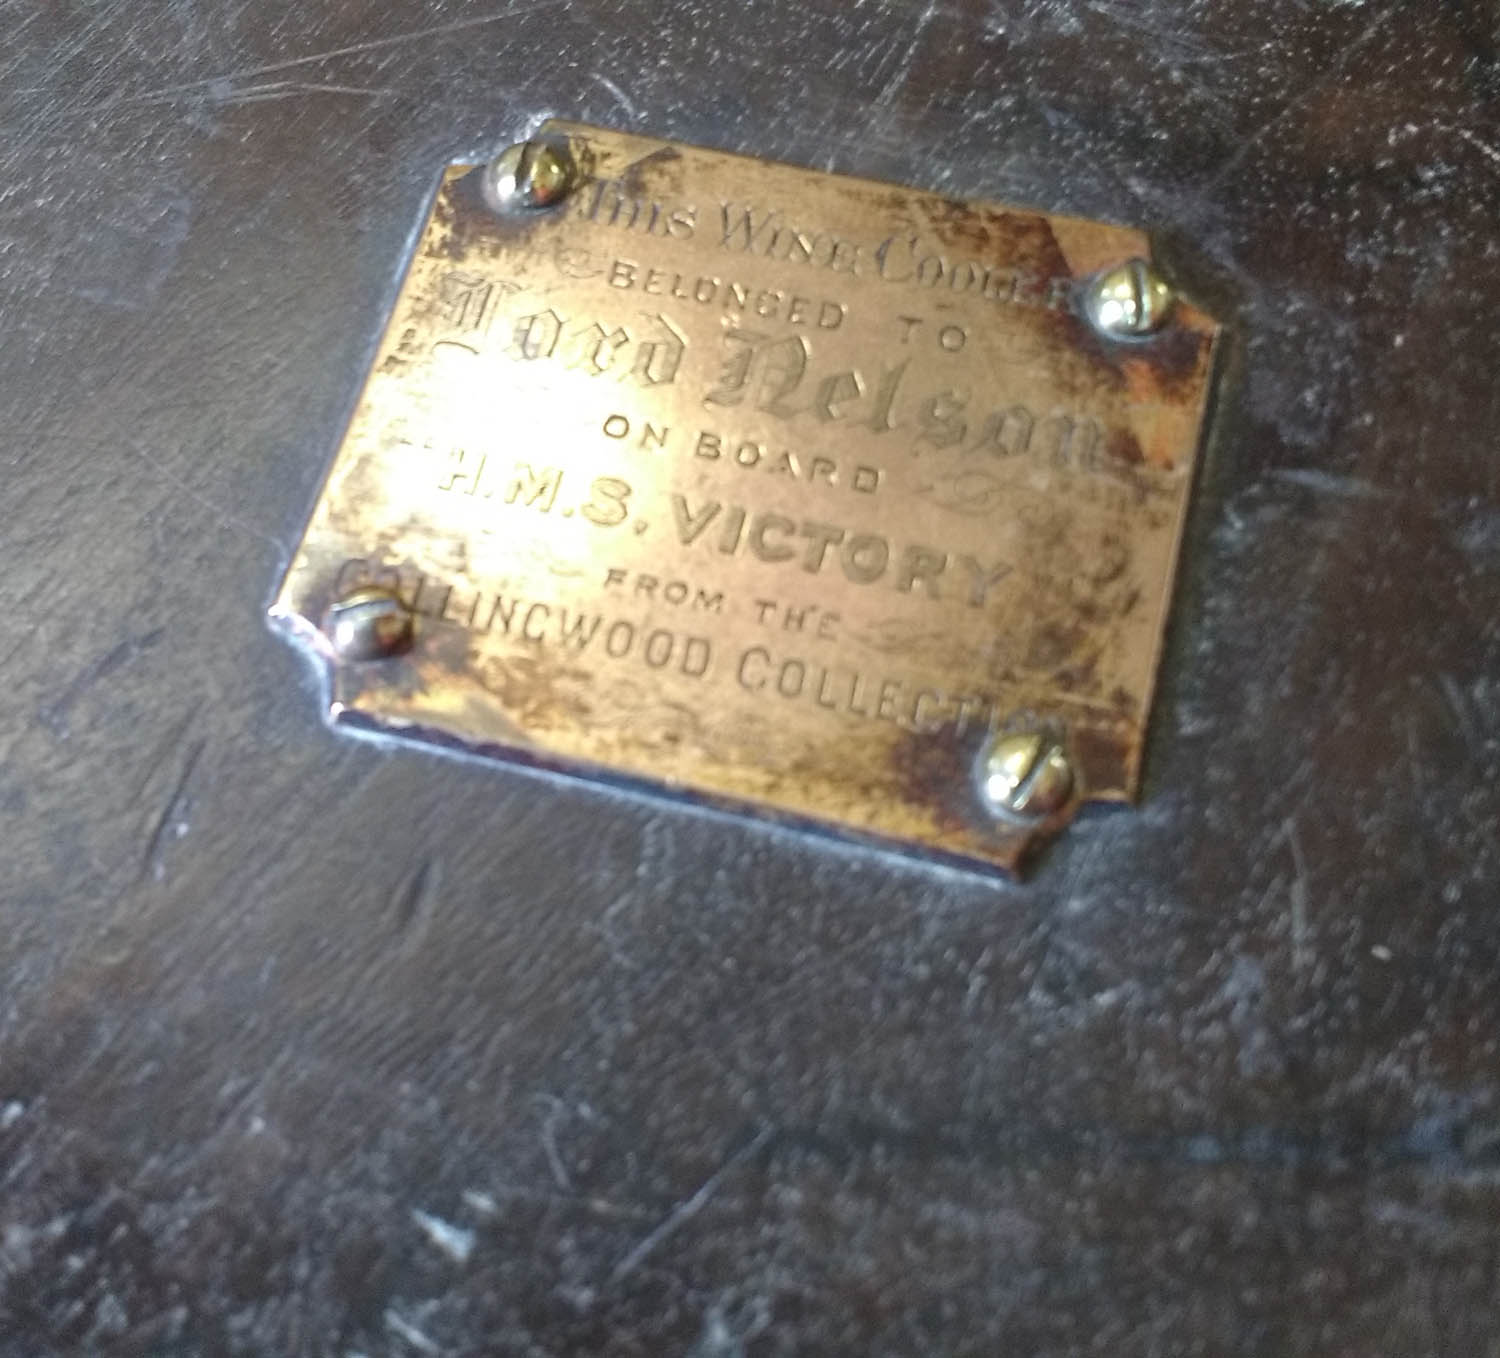 This Wine Cooler
BELONGED TO
Lord Nelson
ON BOARD
H.M.S. VICTORY
FROM THE
COLLINGWOOD COLLECTION